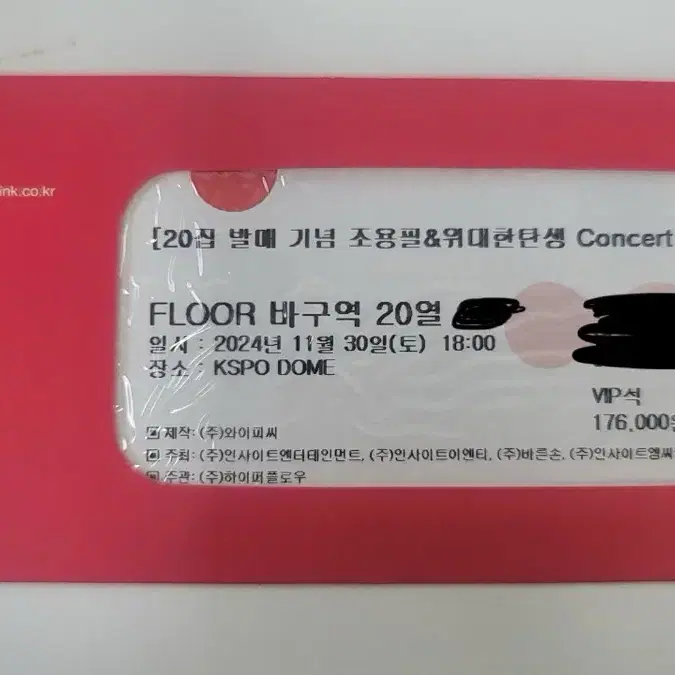 ink.co.kr
[20집 발매 기념 조용필&위대한탄생 Concert
FLOOR 바구역 20열
일시 : 2024년 11월 30일(토) 18:00
장소 : KSPO DOME
VIP석
176,000원
▣ 제작: (주)와이피씨
▣ 주최: (주)인사이트엔터테인먼트, (주)인사이트이엔티, (주)바른손, (주)인사이트엠씨
▣ 주관: (주)하이퍼플로우